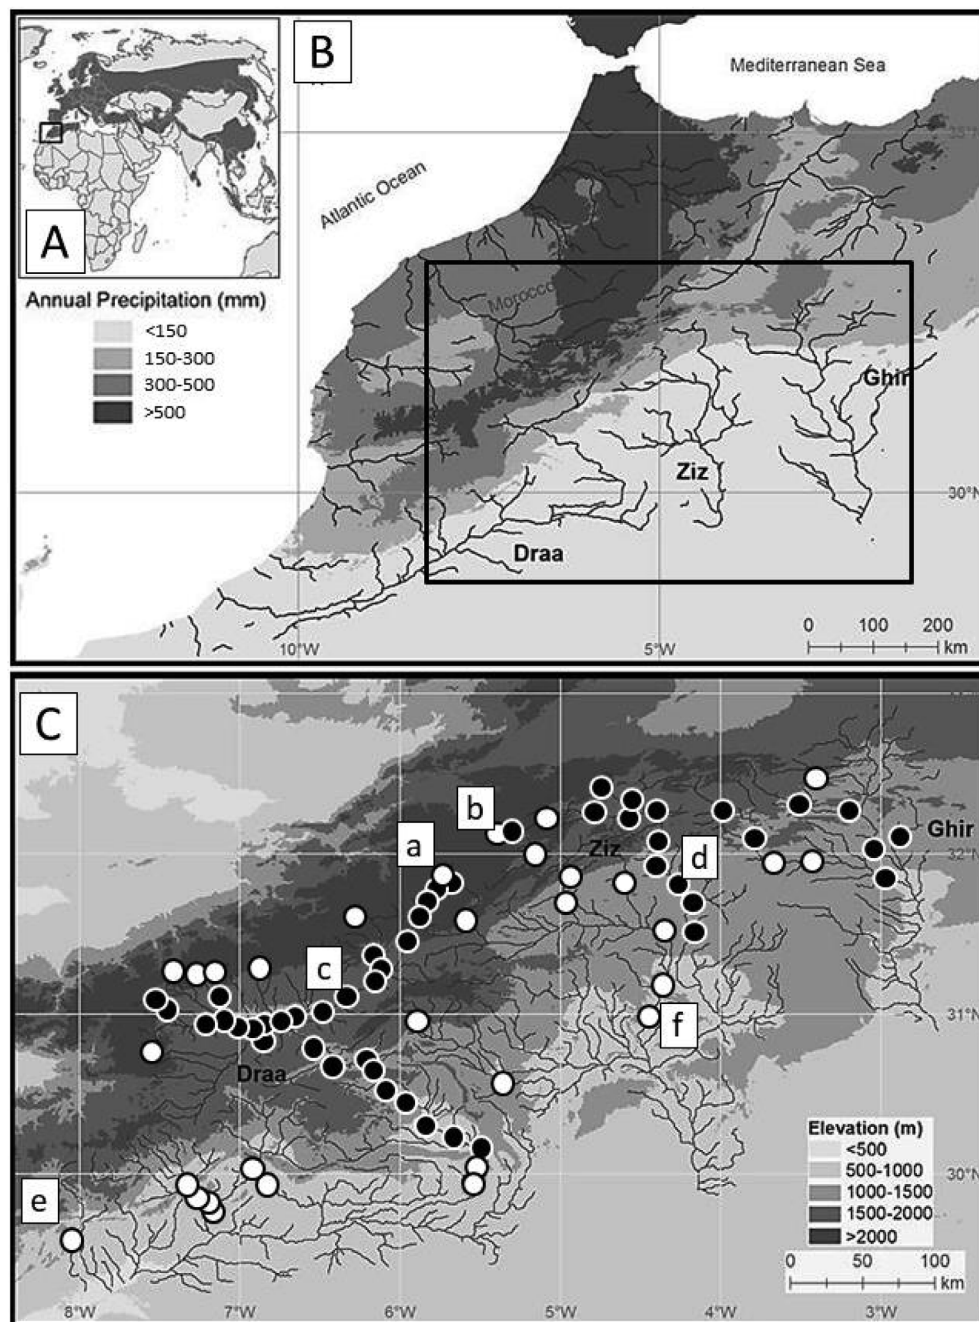 A
B
Mediterranean Sea
Atlantic Ocean
Morocco
Annual Precipitation (mm)
<150
150-300
300-500
>500
Ghir
Ziz
Draa
30°N
10°W
5°W
0 100 200
km
C
b
a
Ghir
32°N
Ziz
d
c
31°N
f
Draa
30°N
e
Elevation (m)
<500
500-1000
1000-1500
1500-2000
>2000
0 50 100
km
8°W
7°W
6°W
5°W
4°W
3°W